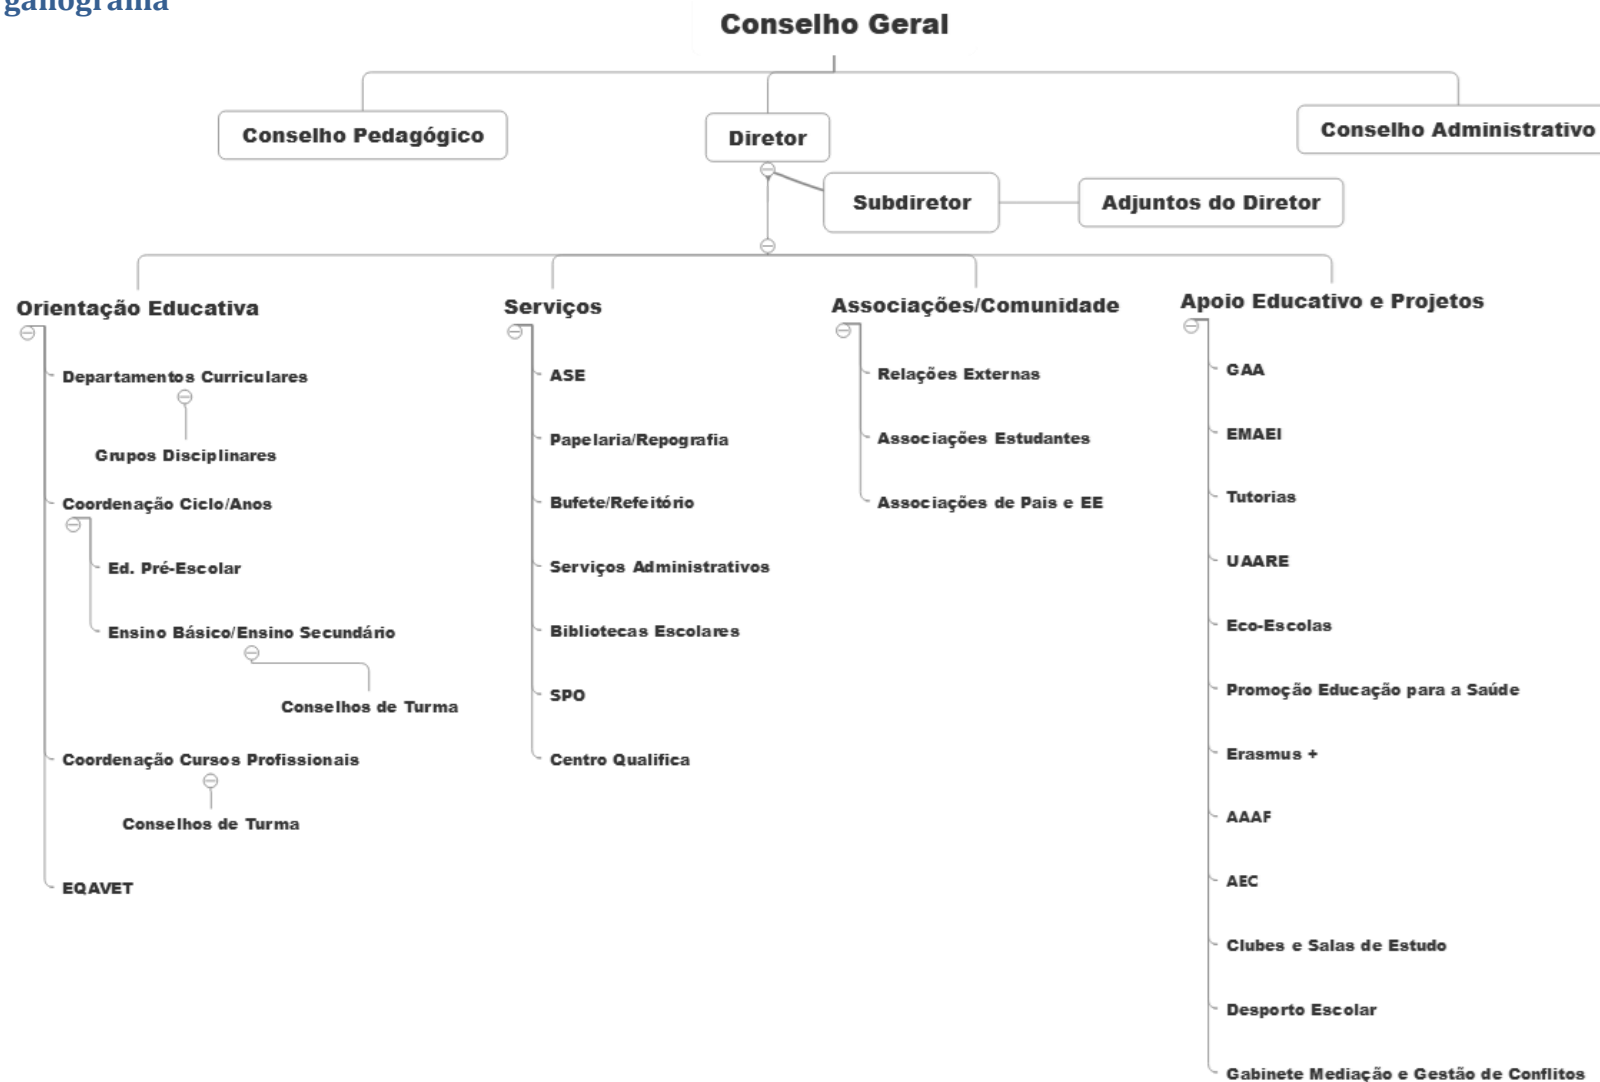 ganograma
Conselho Geral
Conselho Pedagógico
Diretor
Conselho Administrativo
Subdiretor
Adjuntos do Diretor
Orientação Educativa
Departamentos Curriculares
Grupos Disciplinares
Coordenação Ciclo/Anos
Ed. Pré-Escolar
Ensino Básico/Ensino Secundário
Conselhos de Turma
Coordenação Cursos Profissionais
Conselhos de Turma
EQAVET
Serviços
ASE
Papelaria/Repografia
Bufete/Refeitório
Serviços Administrativos
Bibliotecas Escolares
SPO
Centro Qualifica
Associações/Comunidade
Relações Externas
Associações Estudantes
Associações de Pais e EE
Apoio Educativo e Projetos
GAA
EMAEI
Tutorias
UAARE
Eco-Escolas
Promoção Educação para a Saúde
Erasmus +
AAAF
AEC
Clubes e Salas de Estudo
Desporto Escolar
Gabinete Mediação e Gestão de Conflitos